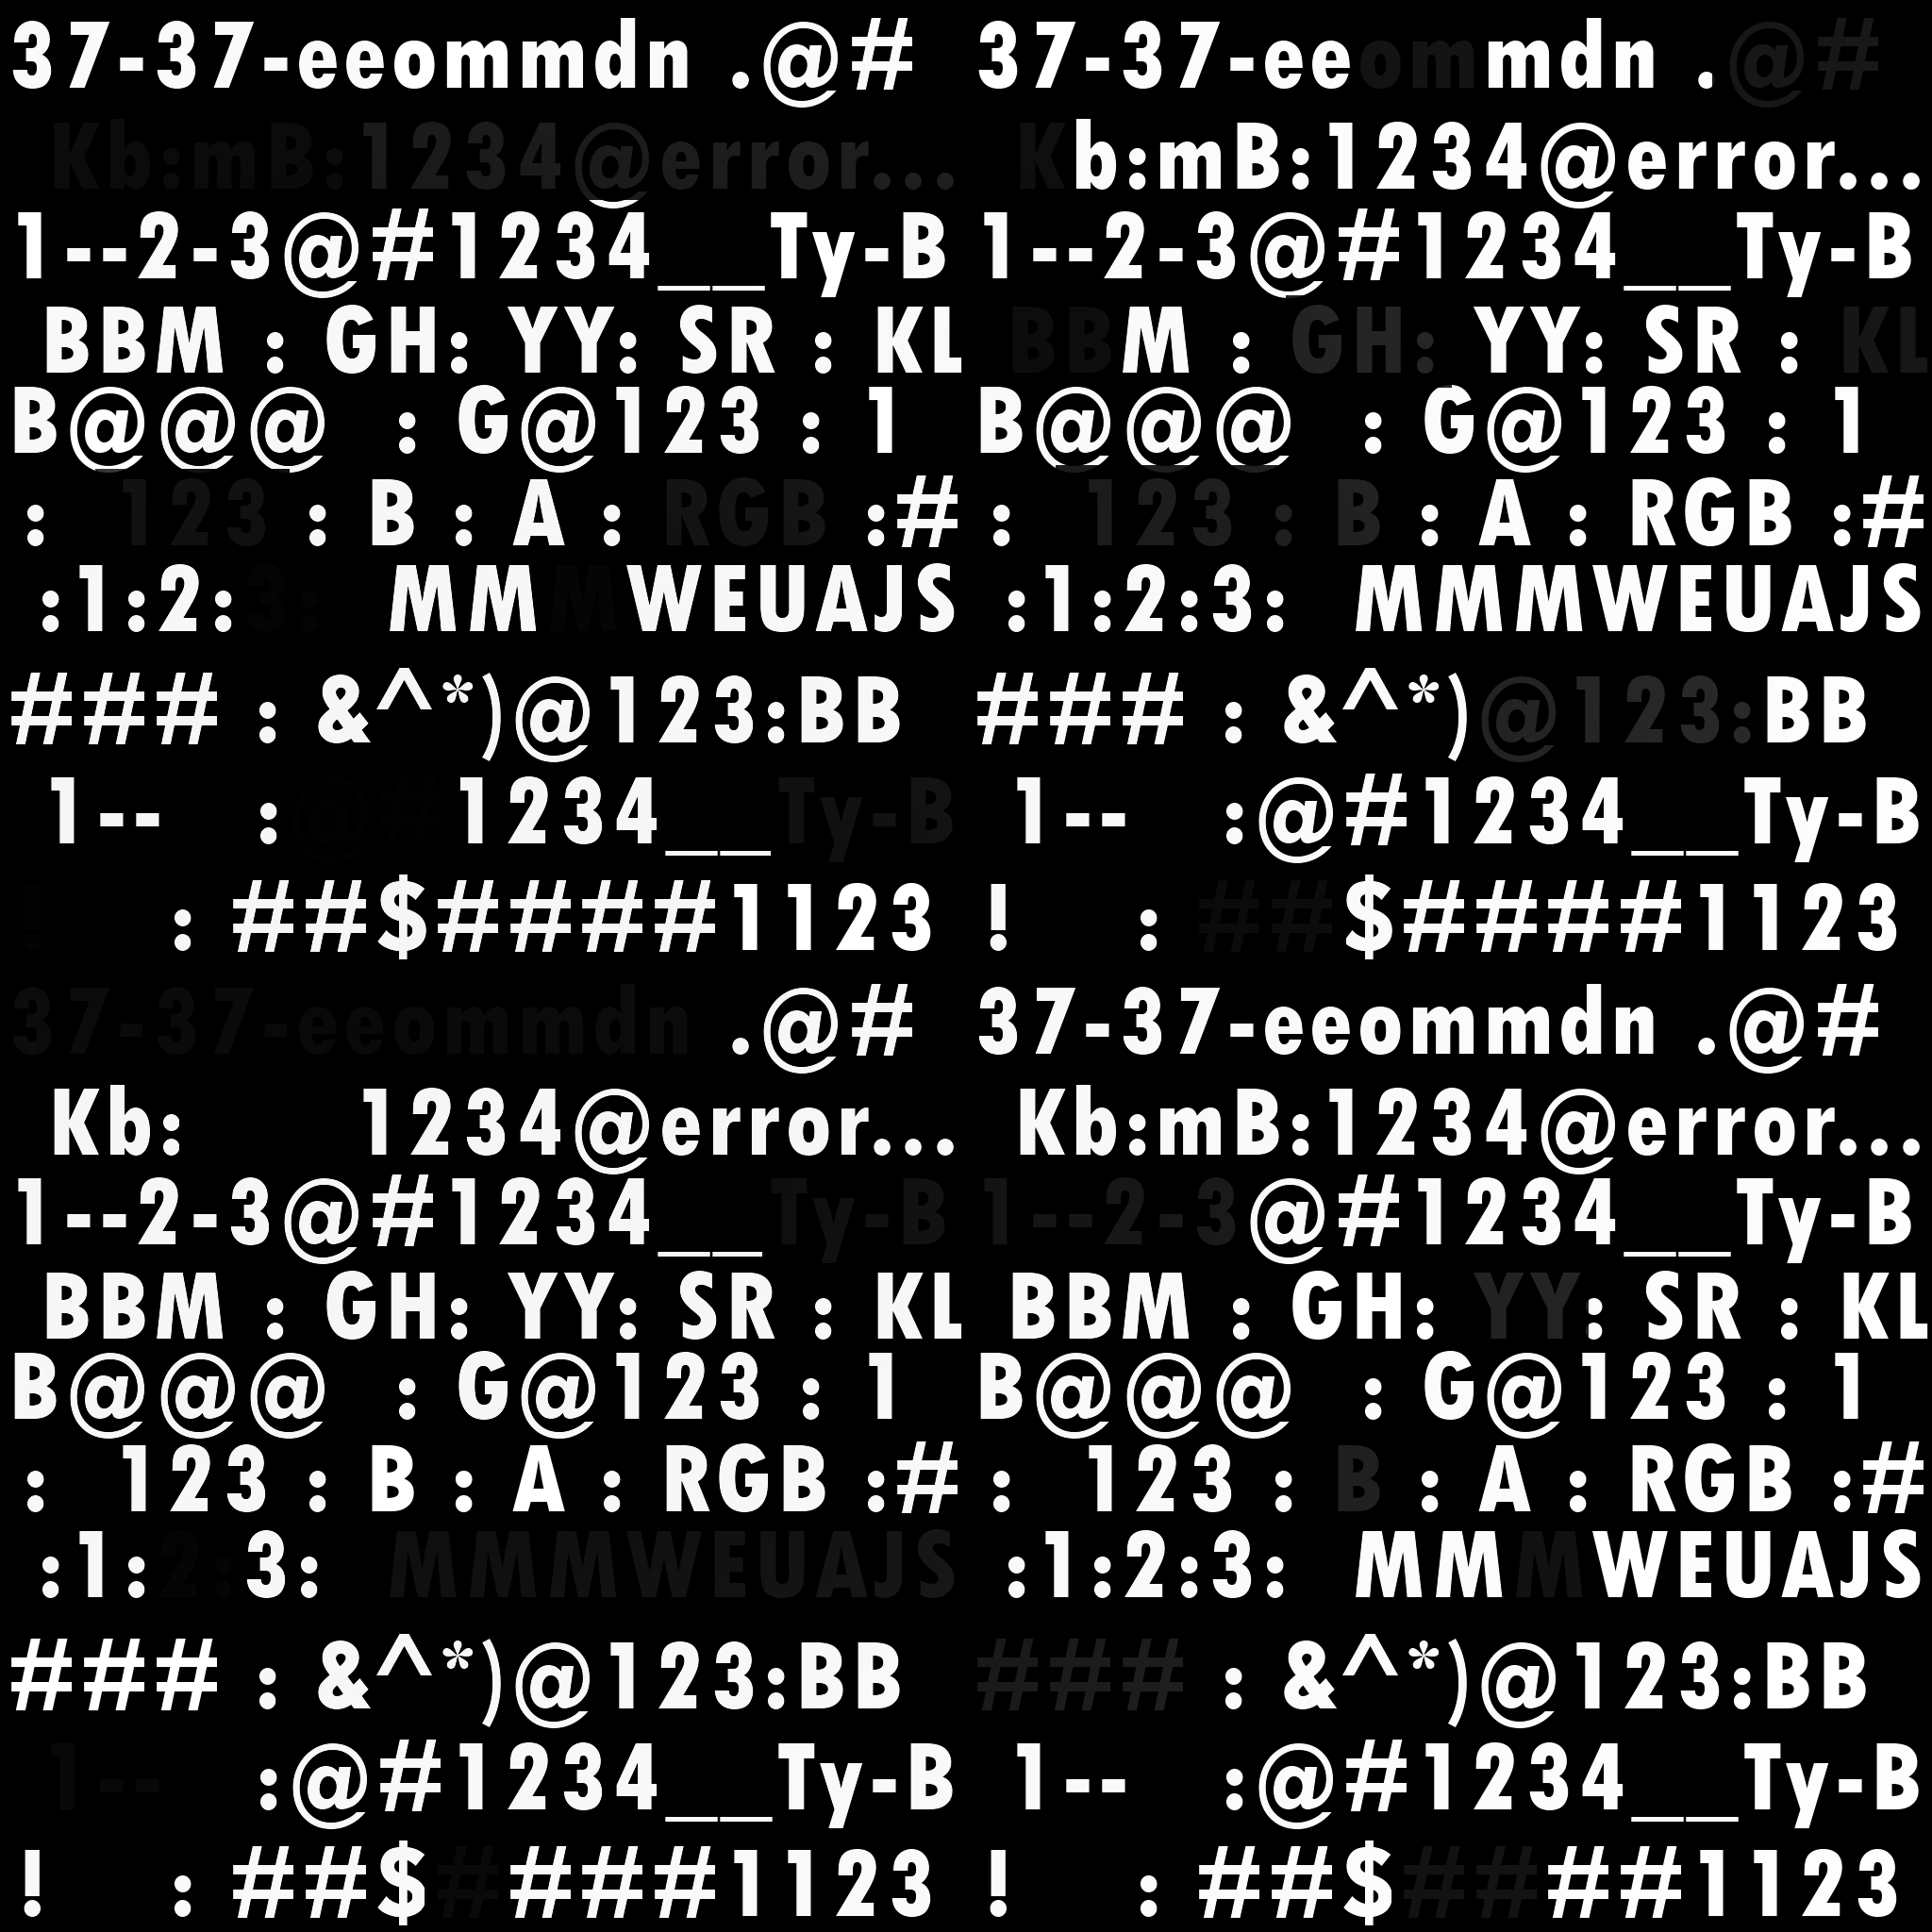 37-37-eeommdn .@# 37-37-eeommdn .@#
Kb:mB:1234@error... Kb:mB:1234@error...
1--2-3@#1234__Ty-B 1--2-3@#1234__Ty-B
BBM : GH: YY: SR : KL BBM : GH: YY: SR : KL
B@@@ : G@123 : 1 B@@@ : G@123 : 1
: 123 : B : A : RGB :# : 123 : B : A : RGB :#
:1:2:3: MMMWEUAJS :1:2:3: MMMWEUAJS
### : &^*)@123:BB ### : &^*)@123:BB
1-- :@#1234__Ty-B 1-- :@#1234__Ty-B
! : ##$####1123 ! : ##$####1123
37-37-eeommdn .@# 37-37-eeommdn .@#
Kb: 1234@error... Kb:mB:1234@error...
1--2-3@#1234__Ty-B 1--2-3@#1234__Ty-B
BBM : GH: YY: SR : KL BBM : GH: YY: SR : KL
B@@@ : G@123 : 1 B@@@ : G@123 : 1
: 123 : B : A : RGB :# : 123 : B : A : RGB :#
:1:2:3: MMMWEUAJS :1:2:3: MMMWEUAJS
### : &^*)@123:BB ### : &^*)@123:BB
1-- :@#1234__Ty-B 1-- :@#1234__Ty-B
! : ##$####1123 ! : ##$####1123